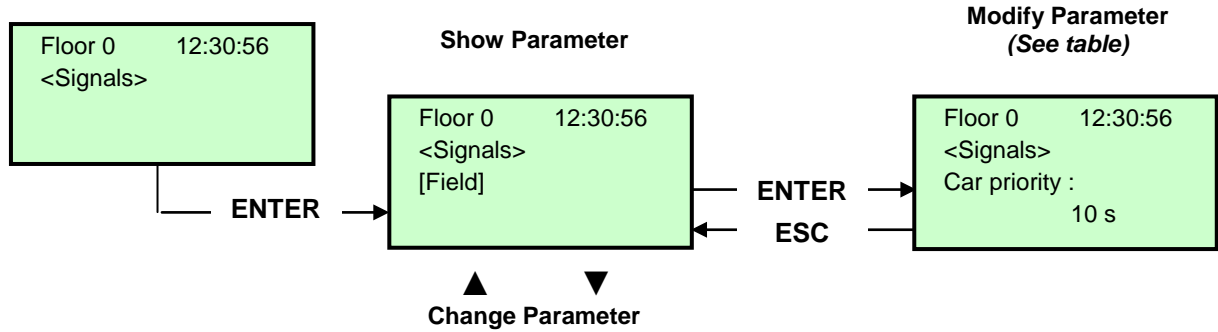 Floor 0 12:30:56
<Signals>
ENTER
Show Parameter
Floor 0 12:30:56
<Signals>
[Field]
▲ ▼
Change Parameter
ENTER
ESC
Modify Parameter
(See table)
Floor 0 12:30:56
<Signals>
Car priority :
10 s